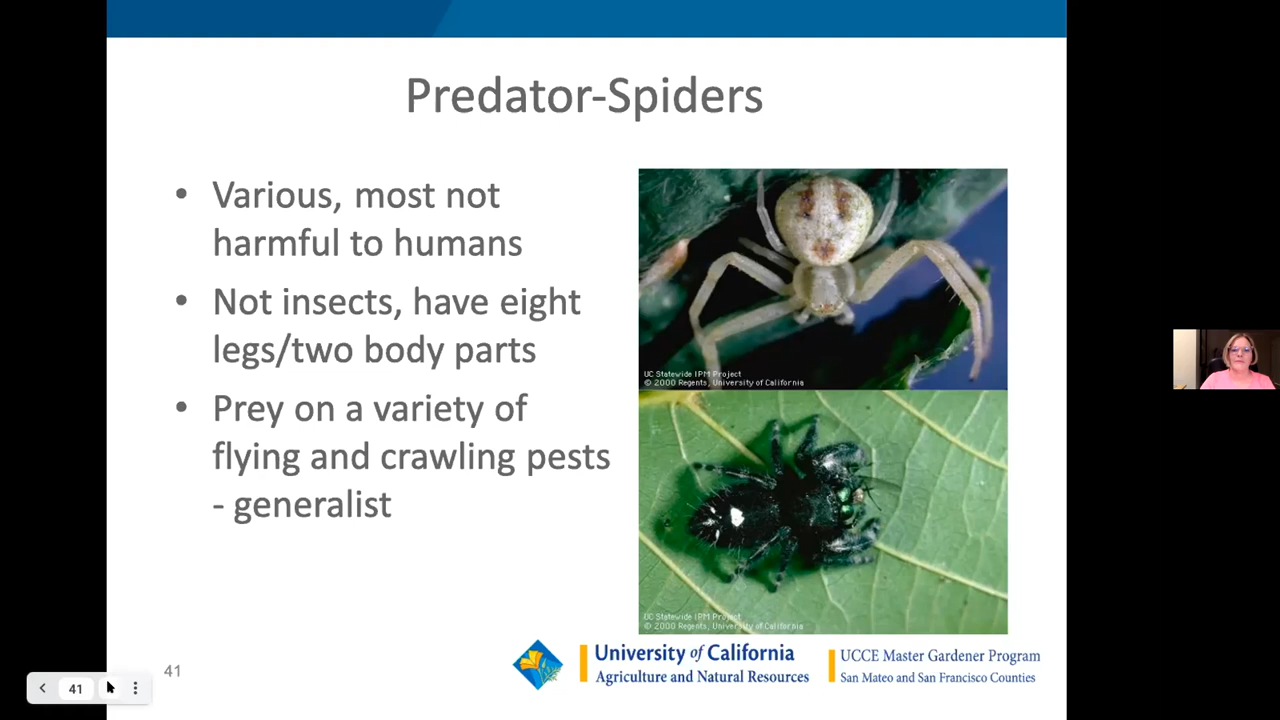 Predator-Spiders
• Various, most not
harmful to humans
• Not insects, have eight
legs/two body parts
• Prey on a variety of
flying and crawling pests
- generalist
UC Statewide IPM Project
© 2000 Regents, University of California
UC Statewide IPM Project
© 2000 Regents, University of California
41
University of California
Agriculture and Natural Resources
UCCE Master Gardener Program
San Mateo and San Francisco Counties
41